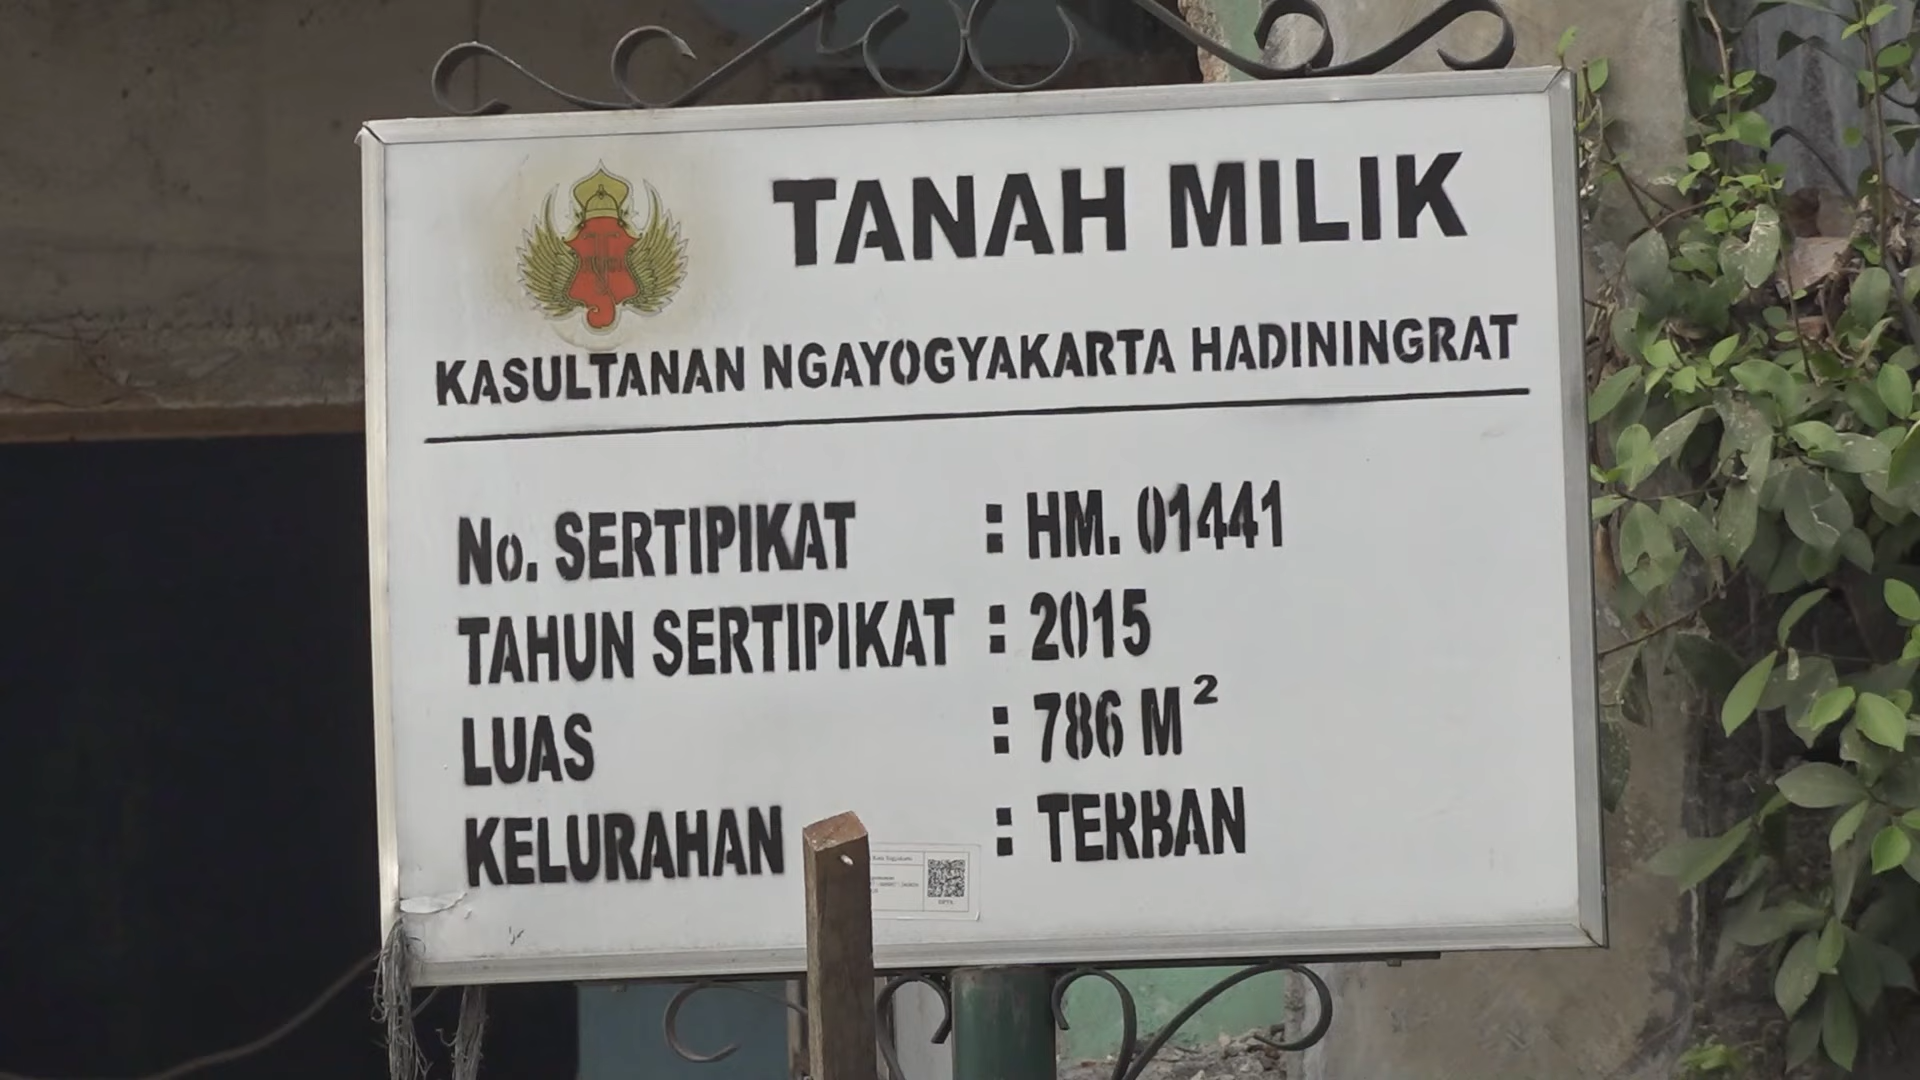 TANAH MILIK
KASULTANAN NGAYOGYAKARTA HADININGRAT
No. SERTIPIKAT : HM. 01441
TAHUN SERTIPIKAT : 2015
LUAS : 786 M²
KELURAHAN : TERBAN